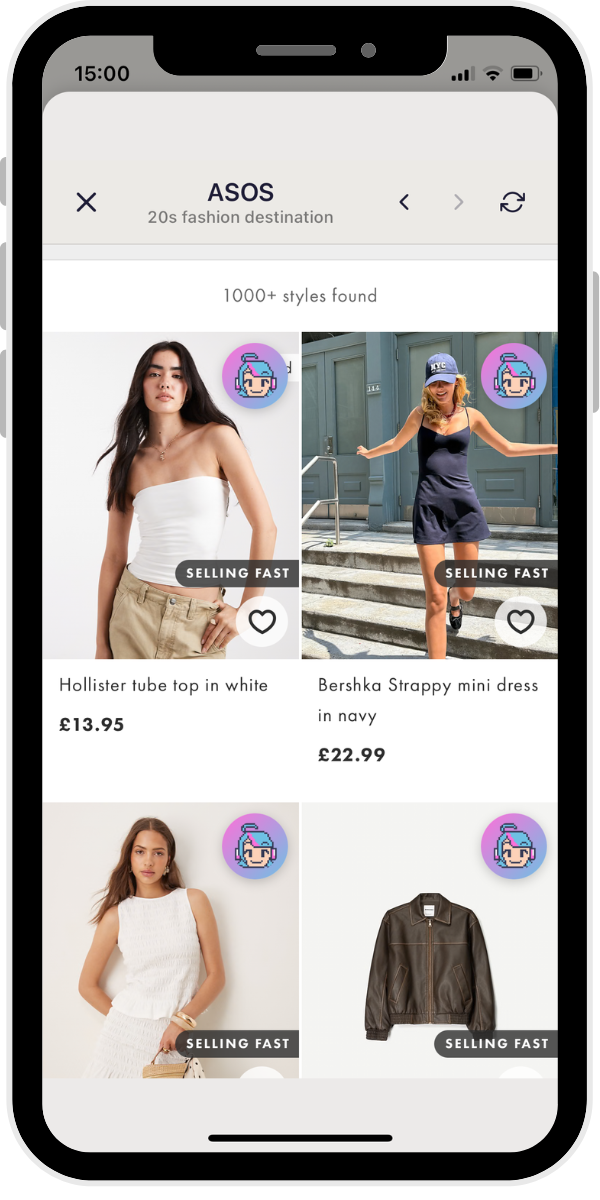 15:00
ASOS
20s fashion destination
1000+ styles found
d
NYC
SELLING FAST
SELLING FAST
Hollister tube top in white
£13.95
Bershka Strappy mini dress
in navy
£22.99
SELLING FAST
SELLING FAST